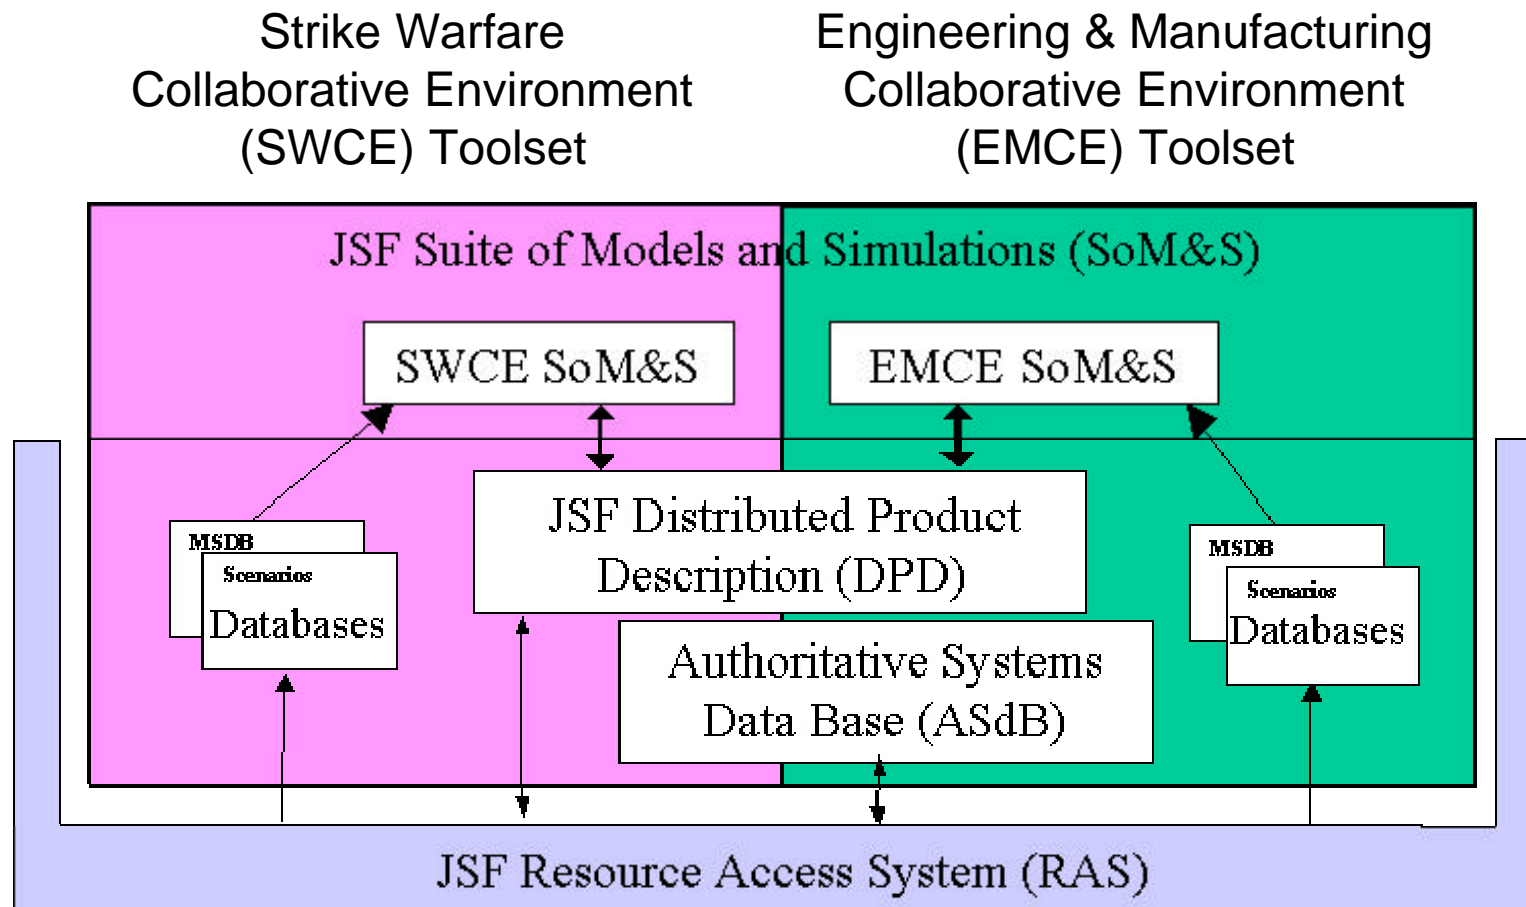 Strike Warfare
Collaborative Environment
(SWCE) Toolset
Engineering & Manufacturing
Collaborative Environment
(EMCE) Toolset
JSF Suite of Models and Simulations (SoM&S)
SWCE SoM&S
EMCE SoM&S
JSF Distributed Product
Description (DPD)
MSDB
Scenarios
Databases
MSDB
Scenarios
Databases
Authoritative Systems
Data Base (ASdB)
JSF Resource Access System (RAS)